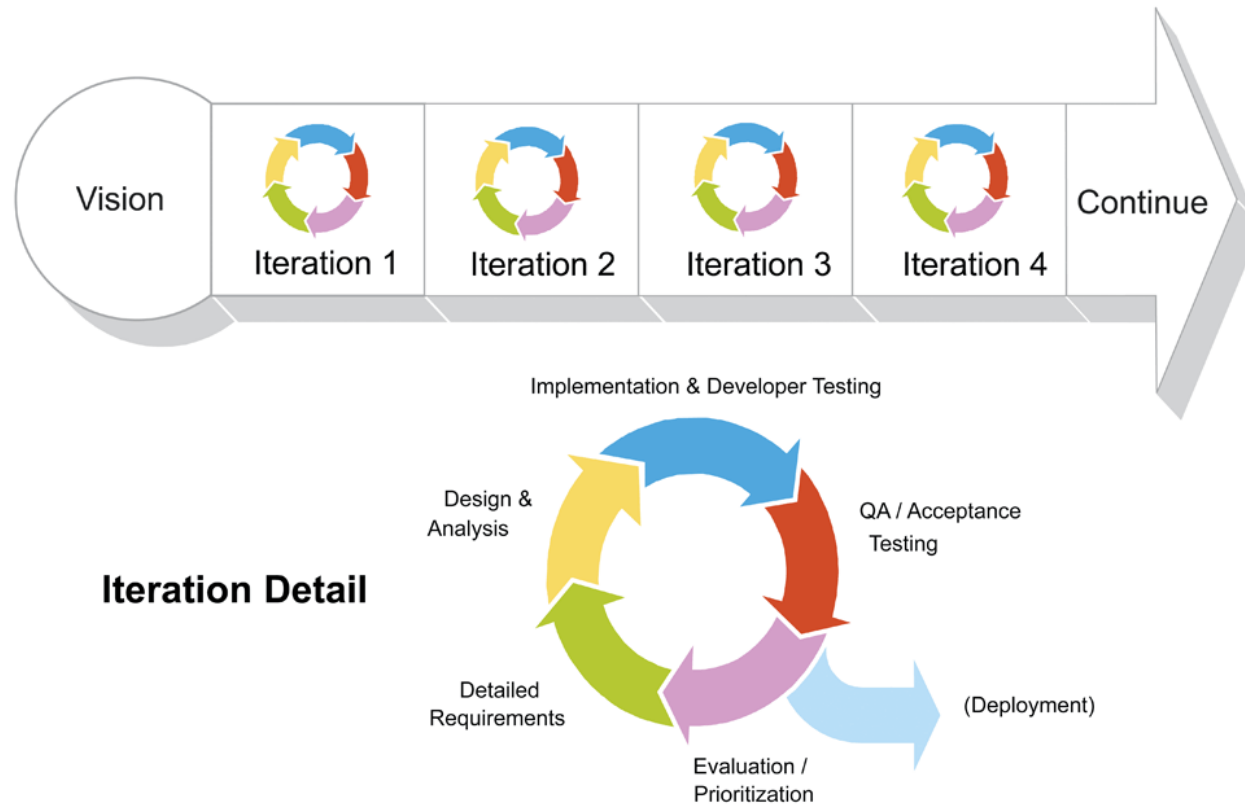 Vision
Iteration 1
Iteration 2
Iteration 3
Iteration 4
Continue
Implementation & Developer Testing
Design &
Analysis
QA / Acceptance
Testing
Iteration Detail
Detailed
Requirements
(Deployment)
Evaluation /
Prioritization